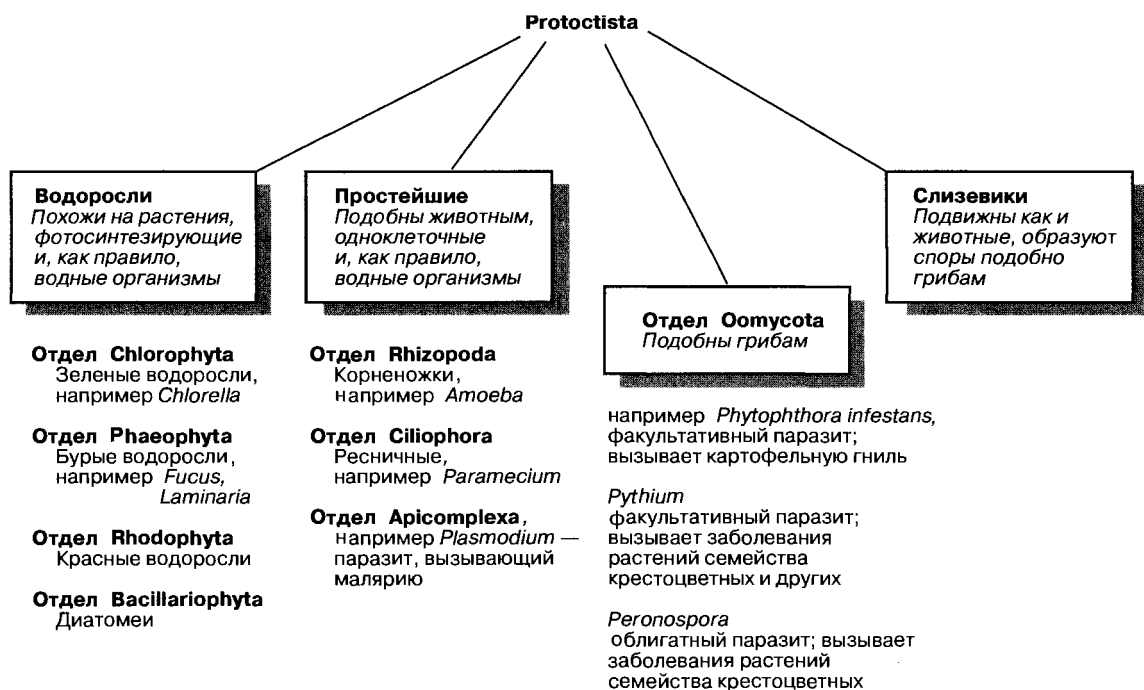 Protoctista
Водоросли
Похожи на растения,
фотосинтезирующие
и, как правило,
водные организмы
Отдел Chlorophyta
Зеленые водоросли,
например Chlorella
Отдел Phaeophyta
Бурые водоросли,
например Fucus,
Laminaria
Отдел Rhodophyta
Красные водоросли
Отдел Bacillariophyta
Диатомеи
Простейшие
Подобны животным,
одноклеточные
и, как правило,
водные организмы
Отдел Rhizopoda
Корненожки,
например Amoeba
Отдел Ciliophora
Ресничные,
например Paramecium
Отдел Apicomplexa,
например Plasmodium —
паразит, вызывающий
малярию
Отдел Oomycota
Подобны грибам
например Phytophthora infestans,
факультативный паразит;
вызывает картофельную гниль
Pythium
факультативный паразит;
вызывает заболевания
растений семейства
крестоцветных и других
Peronospora
облигатный паразит; вызывает
заболевания растений
семейства крестоцветных
Слизевики
Подвижны как и
животные, образуют
споры подобно
грибам